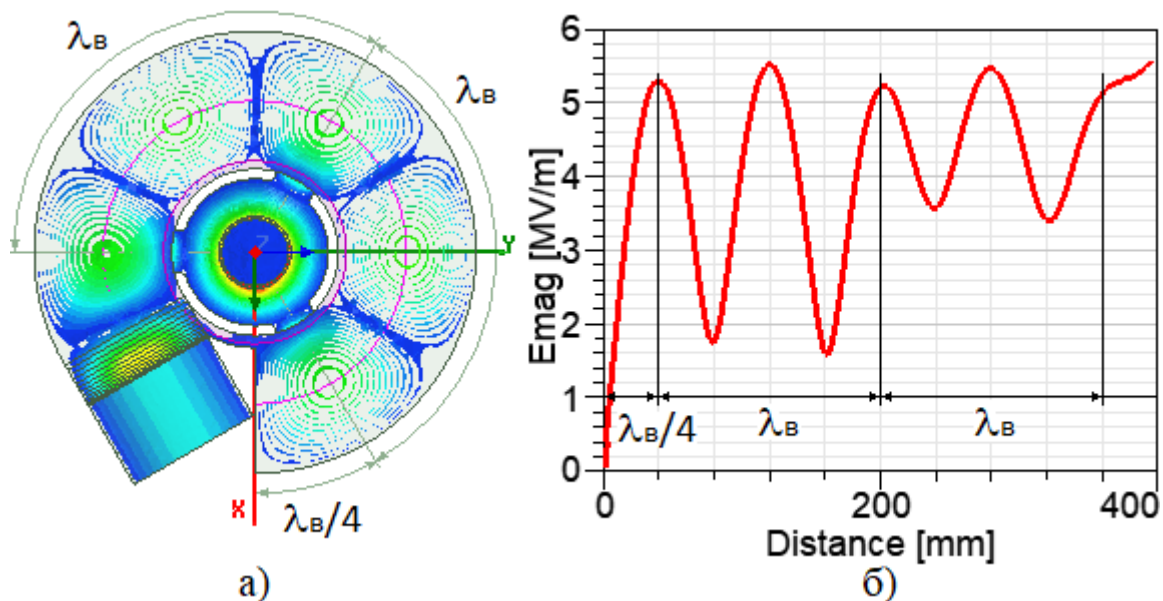 λв
λв
Z
Y
X
λв/4
а)
Emag [MV/m]
6
5
4
3
2
1
0
λв/4
λв
λв
0
200
400
Distance [mm]
б)